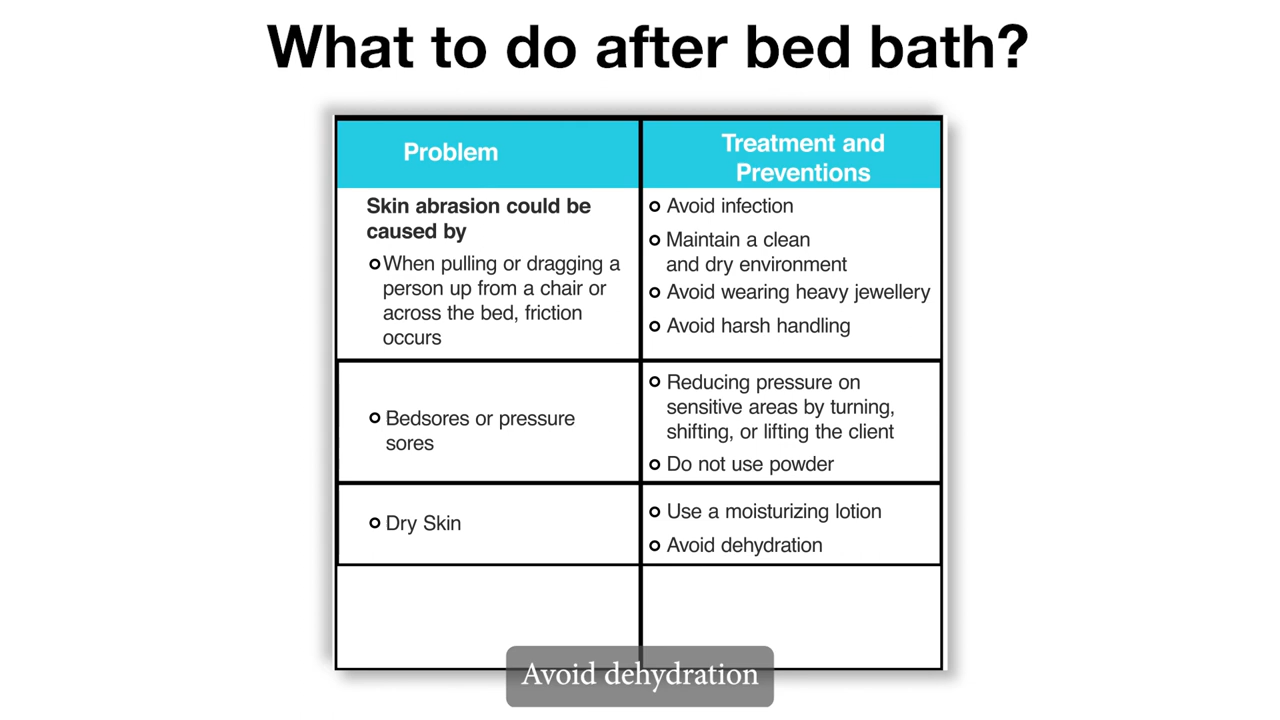 What to do after bed bath?
Problem
Treatment and
Preventions
Skin abrasion could be
caused by
When pulling or dragging a
person up from a chair or
across the bed, friction
occurs
Avoid infection
Maintain a clean
and dry environment
Avoid wearing heavy jewellery
Avoid harsh handling
Bedsores or pressure
sores
Reducing pressure on
sensitive areas by turning,
shifting, or lifting the client
Do not use powder
Dry Skin
Use a moisturizing lotion
Avoid dehydration
Avoid dehydration